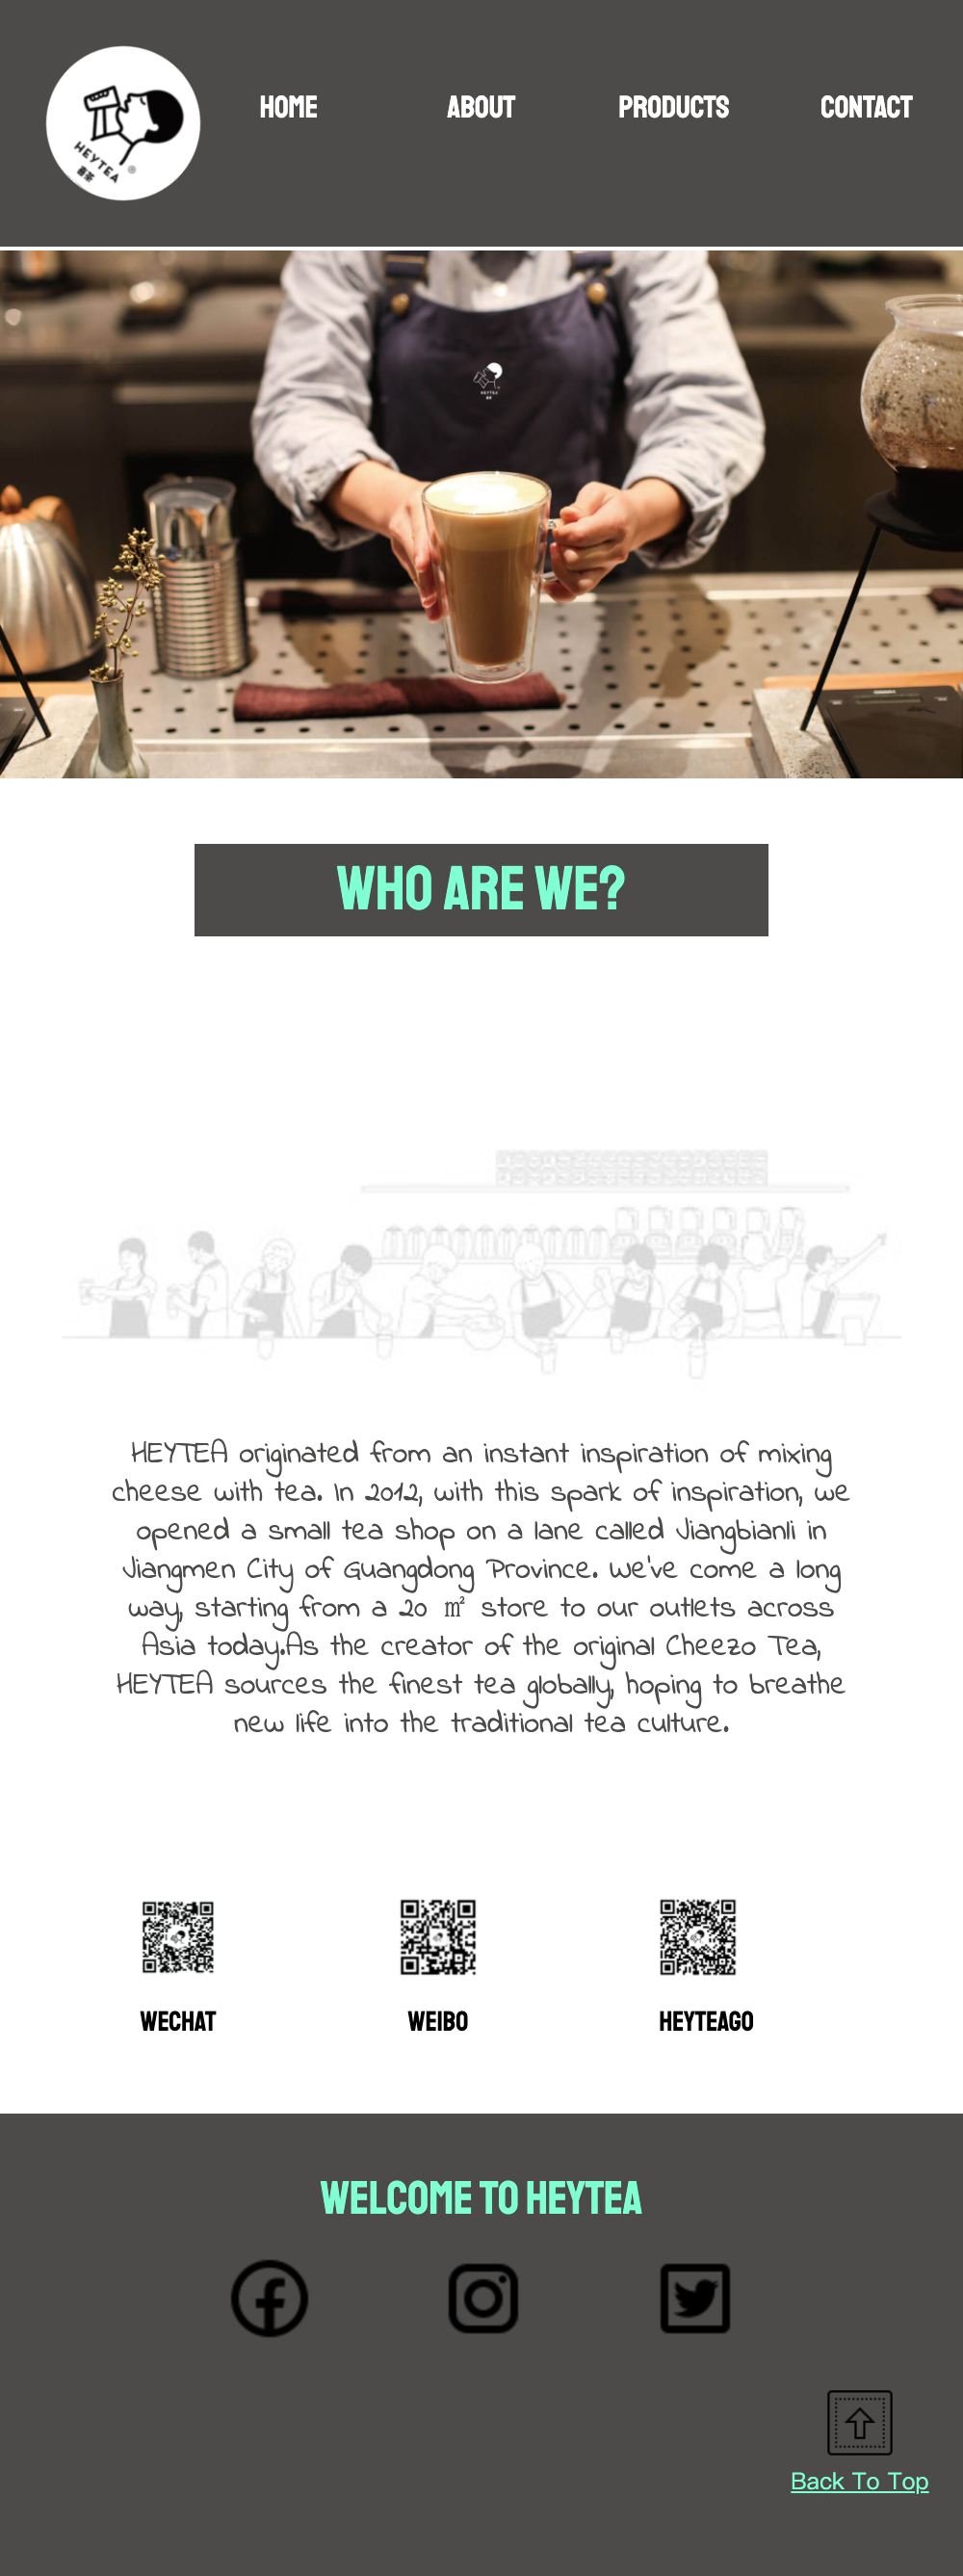 HEYTEA
喜茶
HOME ABOUT PRODUCTS CONTACT
HEYTEA
WHO ARE WE?
HEYTEA originated from an instant inspiration of mixing
cheese with tea. In 2012, with this spark of inspiration, we
opened a small tea shop on a lane called Jiangbianli in
Jiangmen City of Guangdong Province. We've come a long
way, starting from a 20 ㎡ store to our outlets across
Asia today.As the creator of the original Cheezo Tea,
HEYTEA sources the finest tea globally, hoping to breathe
new life into the traditional tea culture.
WECHAT WEIBO HEYTEAGO
WELCOME TO HEYTEA
Back To Top